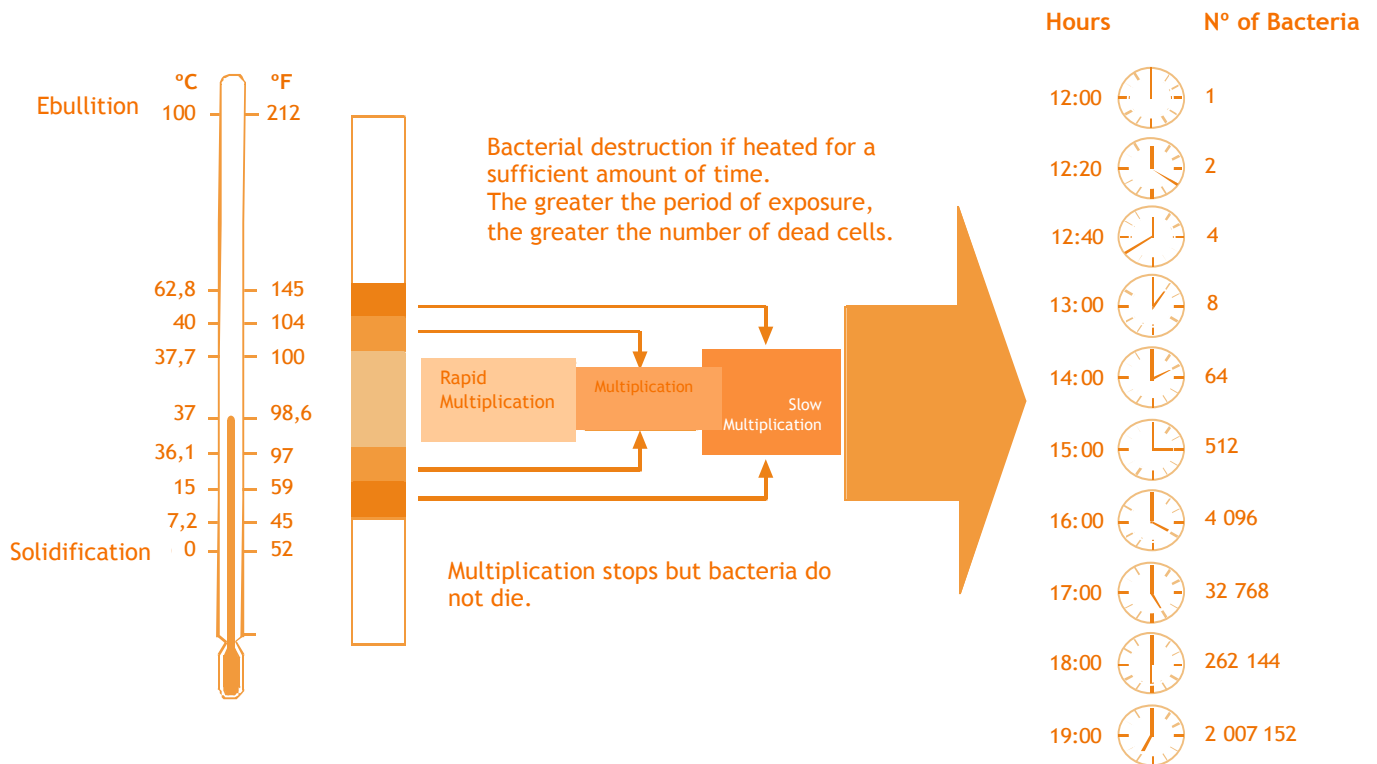 Hours Nº of Bacteria
ºC ºF
Ebullition 100 212
62,8 145
40 104
37,7 100
37 98,6
36,1 97
15 59
7,2 45
Solidification 0 52
Bacterial destruction if heated for a
sufficient amount of time.
The greater the period of exposure,
the greater the number of dead cells.
Rapid
Multiplication
Multiplication
Slow
Multiplication
Multiplication stops but bacteria do
not die.
12:00 1
12:20 2
12:40 4
13:00 8
14:00 64
15:00 512
16:00 4 096
17:00 32 768
18:00 262 144
19:00 2 007 152